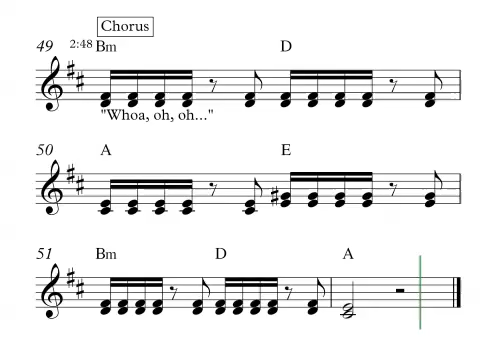 Chorus
49 2:48 Bm D
"Whoa, oh, oh..."
50 A E
51 Bm D A